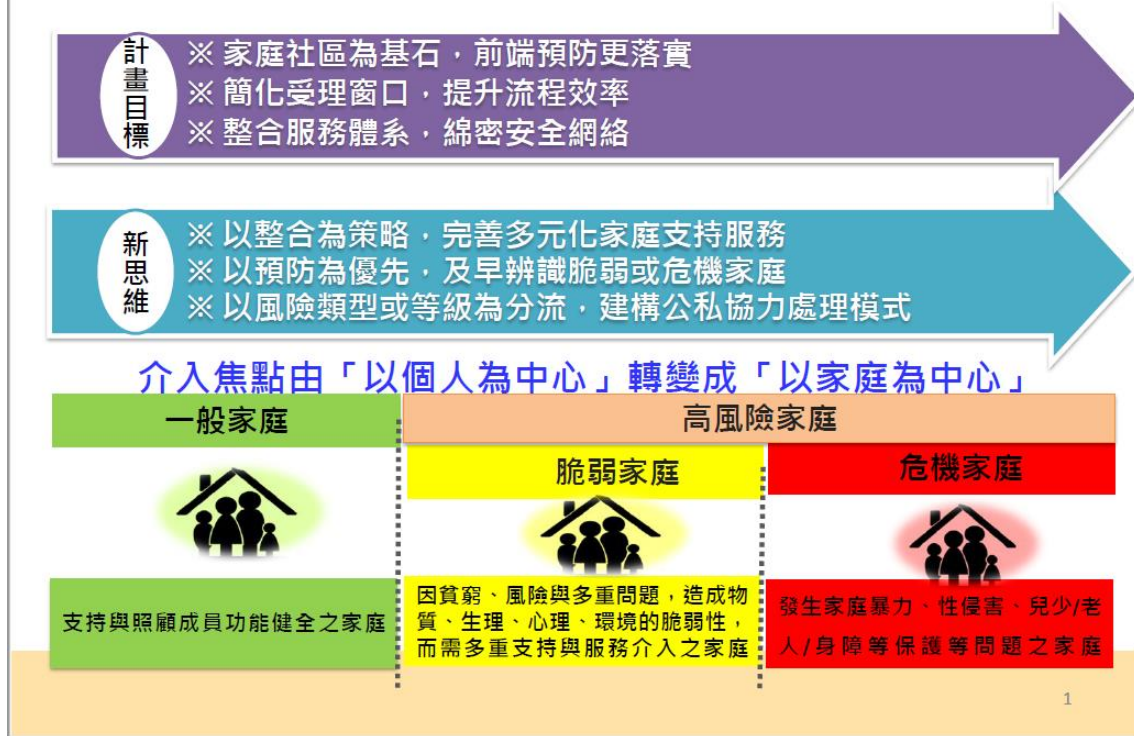 計畫目標
※ 家庭社區為基石，前端預防更落實
※ 簡化受理窗口，提升流程效率
※ 整合服務體系，綿密安全網絡
新思維
※ 以整合為策略，完善多元化家庭支持服務
※ 以預防為優先，及早辨識脆弱或危機家庭
※ 以風險類型或等級為分流，建構公私協力處理模式
介入焦點由「以個人為中心」轉變成「以家庭為中心」
一般家庭
高風險家庭
脆弱家庭
危機家庭
支持與照顧成員功能健全之家庭
因貧窮、風險與多重問題，造成物
質、生理、心理、環境的脆弱性，
而需多重支持與服務介入之家庭
發生家庭暴力、性侵害、兒少/老
人/身障等保護等問題之家庭
1